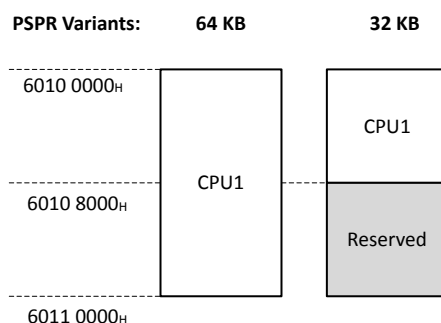 PSPR Variants: 64 KB 32 KB
6010 0000H
CPU1
CPU1
6010 8000H
Reserved
6011 0000H